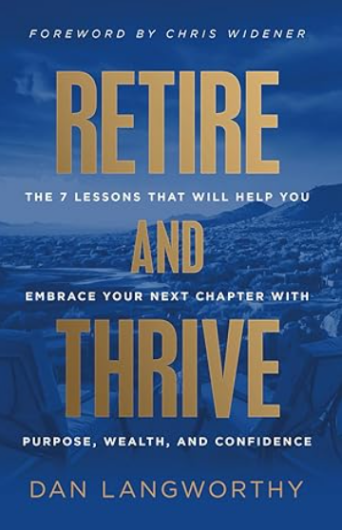 FOREWORD BY CHRIS WIDENER
RETIRE
THE 7 LESSONS THAT WILL HELP YOU
AND
EMBRACE YOUR NEXT CHAPTER WITH
THRIVE
PURPOSE, WEALTH, AND CONFIDENCE
DAN LANGWORTHY